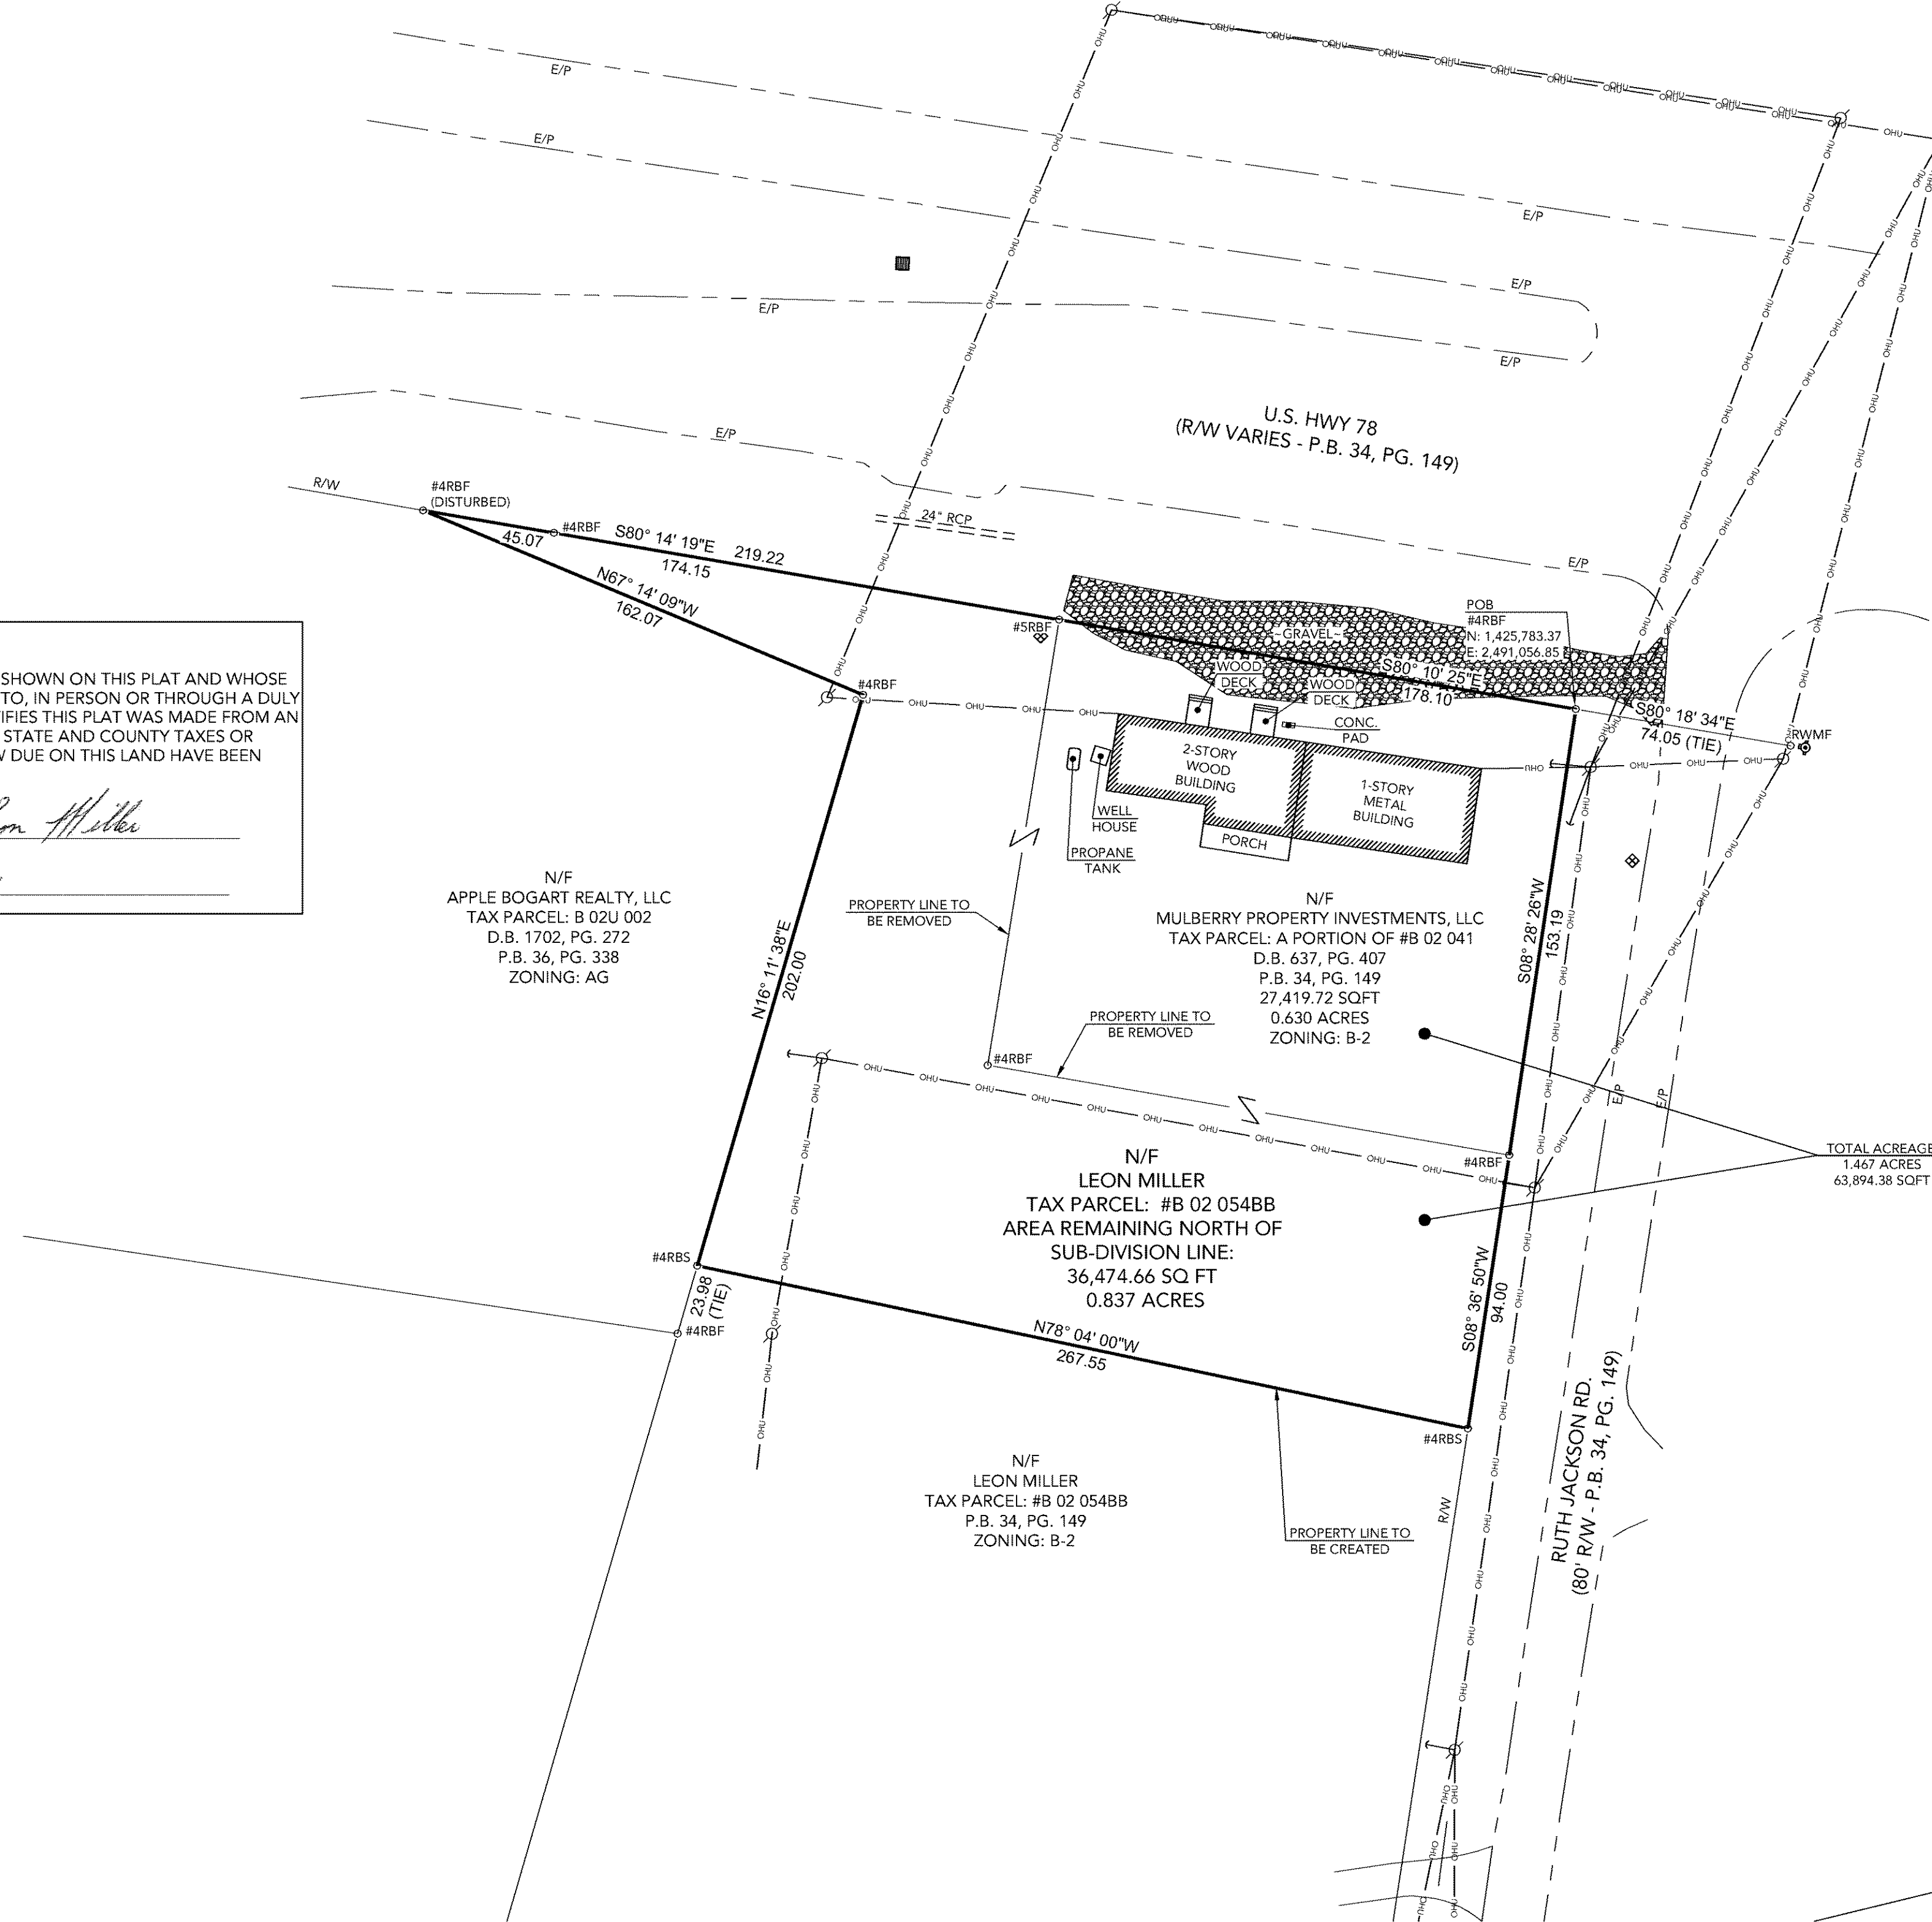 E/P
E/P
E/P
E/P
E/P
E/P
E/P
U.S. HWY 78
(R/W VARIES - P.B. 34, PG. 149)
R/W
#4RBF
(DISTURBED)
#4RBF
45.07
S80° 14' 19"E 219.22
174.15
N67° 14' 09"W
162.07
24" RCP
E/P
#5RBF
~GRAVEL~
POB
#4RBF
N: 1,425,783.37
E: 2,491,056.85
S80° 10' 25"E
178.10
WOOD
DECK
WOOD
DECK
CONC.
PAD
S80° 18' 34"E
74.05 (TIE)
RWMF
#4RBF
2-STORY
WOOD
BUILDING
1-STORY
METAL
BUILDING
WELL
HOUSE
PORCH
PROPANE
TANK
SHOWN ON THIS PLAT AND WHOSE
TO, IN PERSON OR THROUGH A DULY
TIFIES THIS PLAT WAS MADE FROM AN
STATE AND COUNTY TAXES OR
W DUE ON THIS LAND HAVE BEEN
on Miller
N/F
APPLE BOGART REALTY, LLC
TAX PARCEL: B 02U 002
D.B. 1702, PG. 272
P.B. 36, PG. 338
ZONING: AG
N16° 11' 38"E
202.00
PROPERTY LINE TO
BE REMOVED
N/F
MULBERRY PROPERTY INVESTMENTS, LLC
TAX PARCEL: A PORTION OF #B 02 041
D.B. 637, PG. 407
P.B. 34, PG. 149
27,419.72 SQFT
0.630 ACRES
ZONING: B-2
S08° 28' 26"W
153.19
PROPERTY LINE TO
BE REMOVED
#4RBF
E/P
E/P
#4RBF
TOTAL ACREAGE
1.467 ACRES
63,894.38 SQFT
N/F
LEON MILLER
TAX PARCEL: #B 02 054BB
AREA REMAINING NORTH OF
SUB-DIVISION LINE:
36,474.66 SQ FT
0.837 ACRES
#4RBS
23.98
(TIE)
#4RBF
N78° 04' 00"W
267.55
S08° 36' 50"W
94.00
#4RBS
N/F
LEON MILLER
TAX PARCEL: #B 02 054BB
P.B. 34, PG. 149
ZONING: B-2
PROPERTY LINE TO
BE CREATED
R/W
RUTH JACKSON RD.
(80' R/W - P.B. 34, PG. 149)
OHU